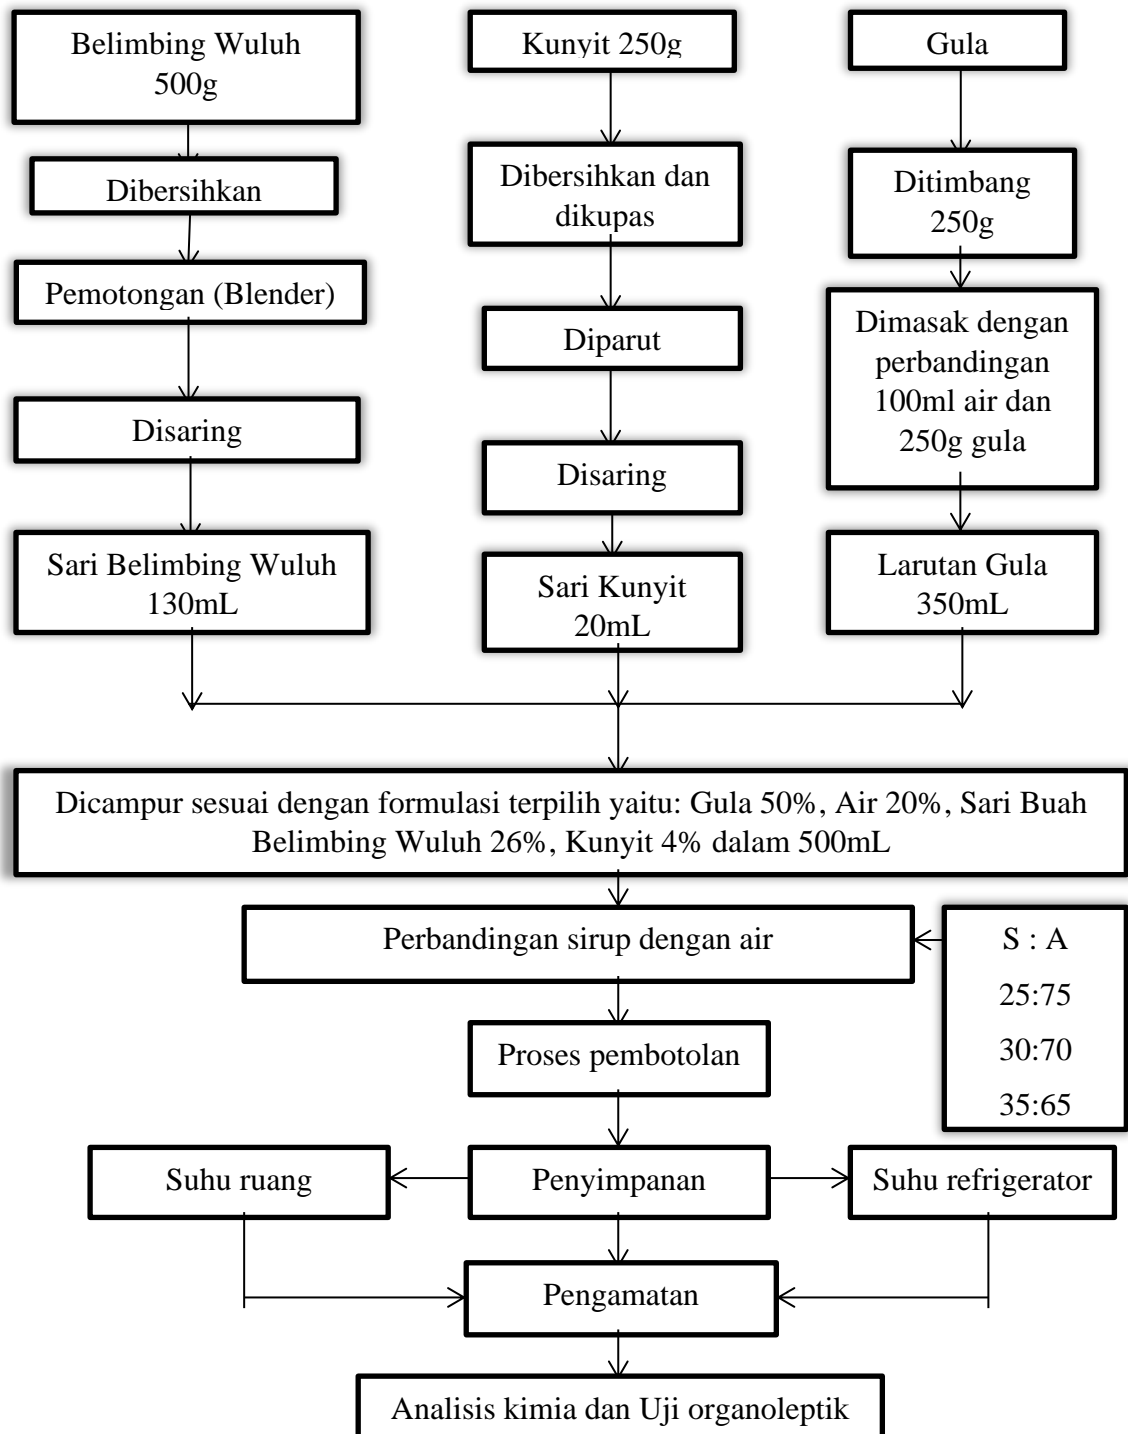 Belimbing Wuluh
500g
Dibersihkan
Pemotongan (Blender)
Disaring
Sari Belimbing Wuluh
130mL
Kunyit 250g
Dibersihkan dan
dikupas
Diparut
Disaring
Sari Kunyit
20mL
Gula
Ditimbang
250g
Dimasak dengan
perbandingan
100ml air dan
250g gula
Larutan Gula
350mL
Dicampur sesuai dengan formulasi terpilih yaitu: Gula 50%, Air 20%, Sari Buah
Belimbing Wuluh 26%, Kunyit 4% dalam 500mL
Perbandingan sirup dengan air
S : A
25:75
30:70
35:65
Proses pembotolan
Suhu ruang
Penyimpanan
Suhu refrigerator
Pengamatan
Analisis kimia dan Uji organoleptik